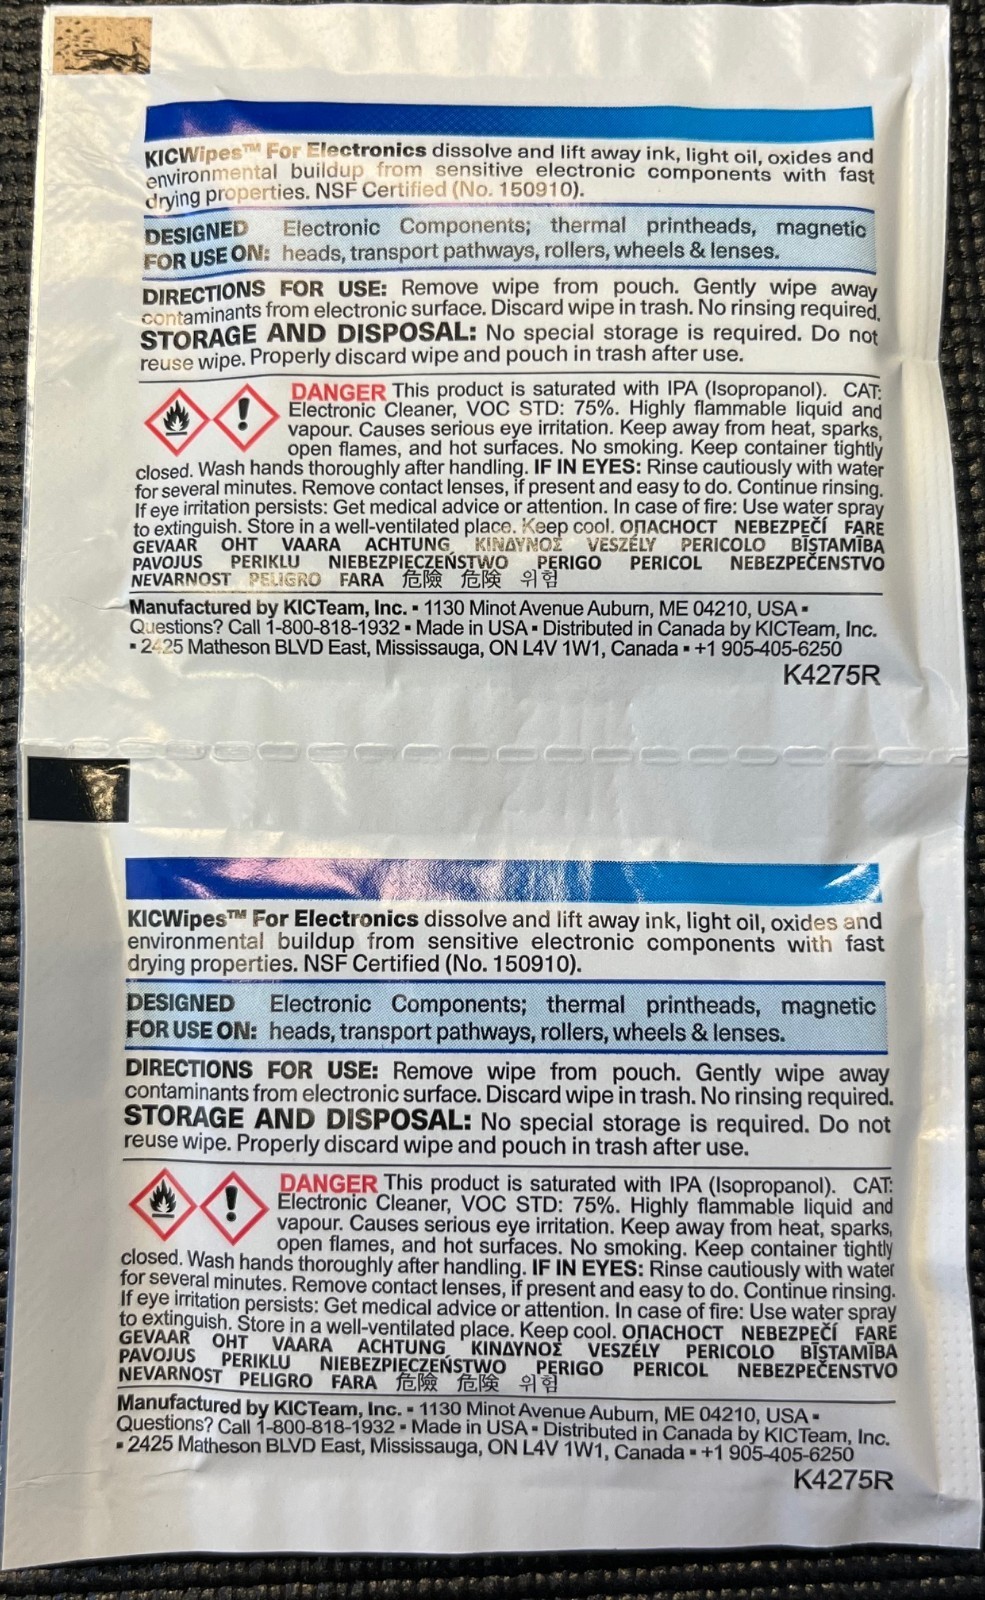 KICWipes™ For Electronics dissolve and lift away ink, light oil, oxides and
environmental buildup from sensitive electronic components with fast
drying properties. NSF Certified (No. 150910).
DESIGNED Electronic Components; thermal printheads, magnetic
FOR USE ON: heads, transport pathways, rollers, wheels & lenses.
DIRECTIONS FOR USE: Remove wipe from pouch. Gently wipe away
contaminants from electronic surface. Discard wipe in trash. No rinsing required.
STORAGE AND DISPOSAL: No special storage is required. Do not
reuse wipe. Properly discard wipe and pouch in trash after use.
DANGER This product is saturated with IPA (Isopropanol). CAT:
Electronic Cleaner, VOC STD: 75%. Highly flammable liquid and
vapour. Causes serious eye irritation. Keep away from heat, sparks,
open flames, and hot surfaces. No smoking. Keep container tightly
closed. Wash hands thoroughly after handling. IF IN EYES: Rinse cautiously with water
for several minutes. Remove contact lenses, if present and easy to do. Continue rinsing.
If eye irritation persists: Get medical advice or attention. In case of fire: Use water spray
to extinguish. Store in a well-ventilated place. Keep cool. ОПАСНОСТ NEBEZPEČÍ FARE
GEVAAR OHT VAARA ACHTUNG ΚΙΝΔΥΝΟΣ VESZÉLY PERICOLO BĪSTAMĪBA
PAVOJUS PERIKLU NIEBEZPIECZEŃSTWO PERIGO PERICOL NEBEZPEČENSTVO
NEVARNOST PELIGRO FARA 危險 危険 위험
Manufactured by KICTeam, Inc. ▪ 1130 Minot Avenue Auburn, ME 04210, USA ▪
Questions? Call 1-800-818-1932 ▪ Made in USA ▪ Distributed in Canada by KICTeam, Inc.
▪ 2425 Matheson BLVD East, Mississauga, ON L4V 1W1, Canada ▪ +1 905-405-6250
K4275R
KICWipes™ For Electronics dissolve and lift away ink, light oil, oxides and
environmental buildup from sensitive electronic components with fast
drying properties. NSF Certified (No. 150910).
DESIGNED Electronic Components; thermal printheads, magnetic
FOR USE ON: heads, transport pathways, rollers, wheels & lenses.
DIRECTIONS FOR USE: Remove wipe from pouch. Gently wipe away
contaminants from electronic surface. Discard wipe in trash. No rinsing required.
STORAGE AND DISPOSAL: No special storage is required. Do not
reuse wipe. Properly discard wipe and pouch in trash after use.
DANGER This product is saturated with IPA (Isopropanol). CAT:
Electronic Cleaner, VOC STD: 75%. Highly flammable liquid and
vapour. Causes serious eye irritation. Keep away from heat, sparks,
open flames, and hot surfaces. No smoking. Keep container tightly
closed. Wash hands thoroughly after handling. IF IN EYES: Rinse cautiously with water
for several minutes. Remove contact lenses, if present and easy to do. Continue rinsing.
If eye irritation persists: Get medical advice or attention. In case of fire: Use water spray
to extinguish. Store in a well-ventilated place. Keep cool. ОПАСНОСТ NEBEZPEČÍ FARE
GEVAAR OHT VAARA ACHTUNG ΚΙΝΔΥΝΟΣ VESZÉLY PERICOLO BĪSTAMĪBA
PAVOJUS PERIKLU NIEBEZPIECZEŃSTWO PERIGO PERICOL NEBEZPEČENSTVO
NEVARNOST PELIGRO FARA 危險 危険 위험
Manufactured by KICTeam, Inc. ▪ 1130 Minot Avenue Auburn, ME 04210, USA ▪
Questions? Call 1-800-818-1932 ▪ Made in USA ▪ Distributed in Canada by KICTeam, Inc.
▪ 2425 Matheson BLVD East, Mississauga, ON L4V 1W1, Canada ▪ +1 905-405-6250
K4275R